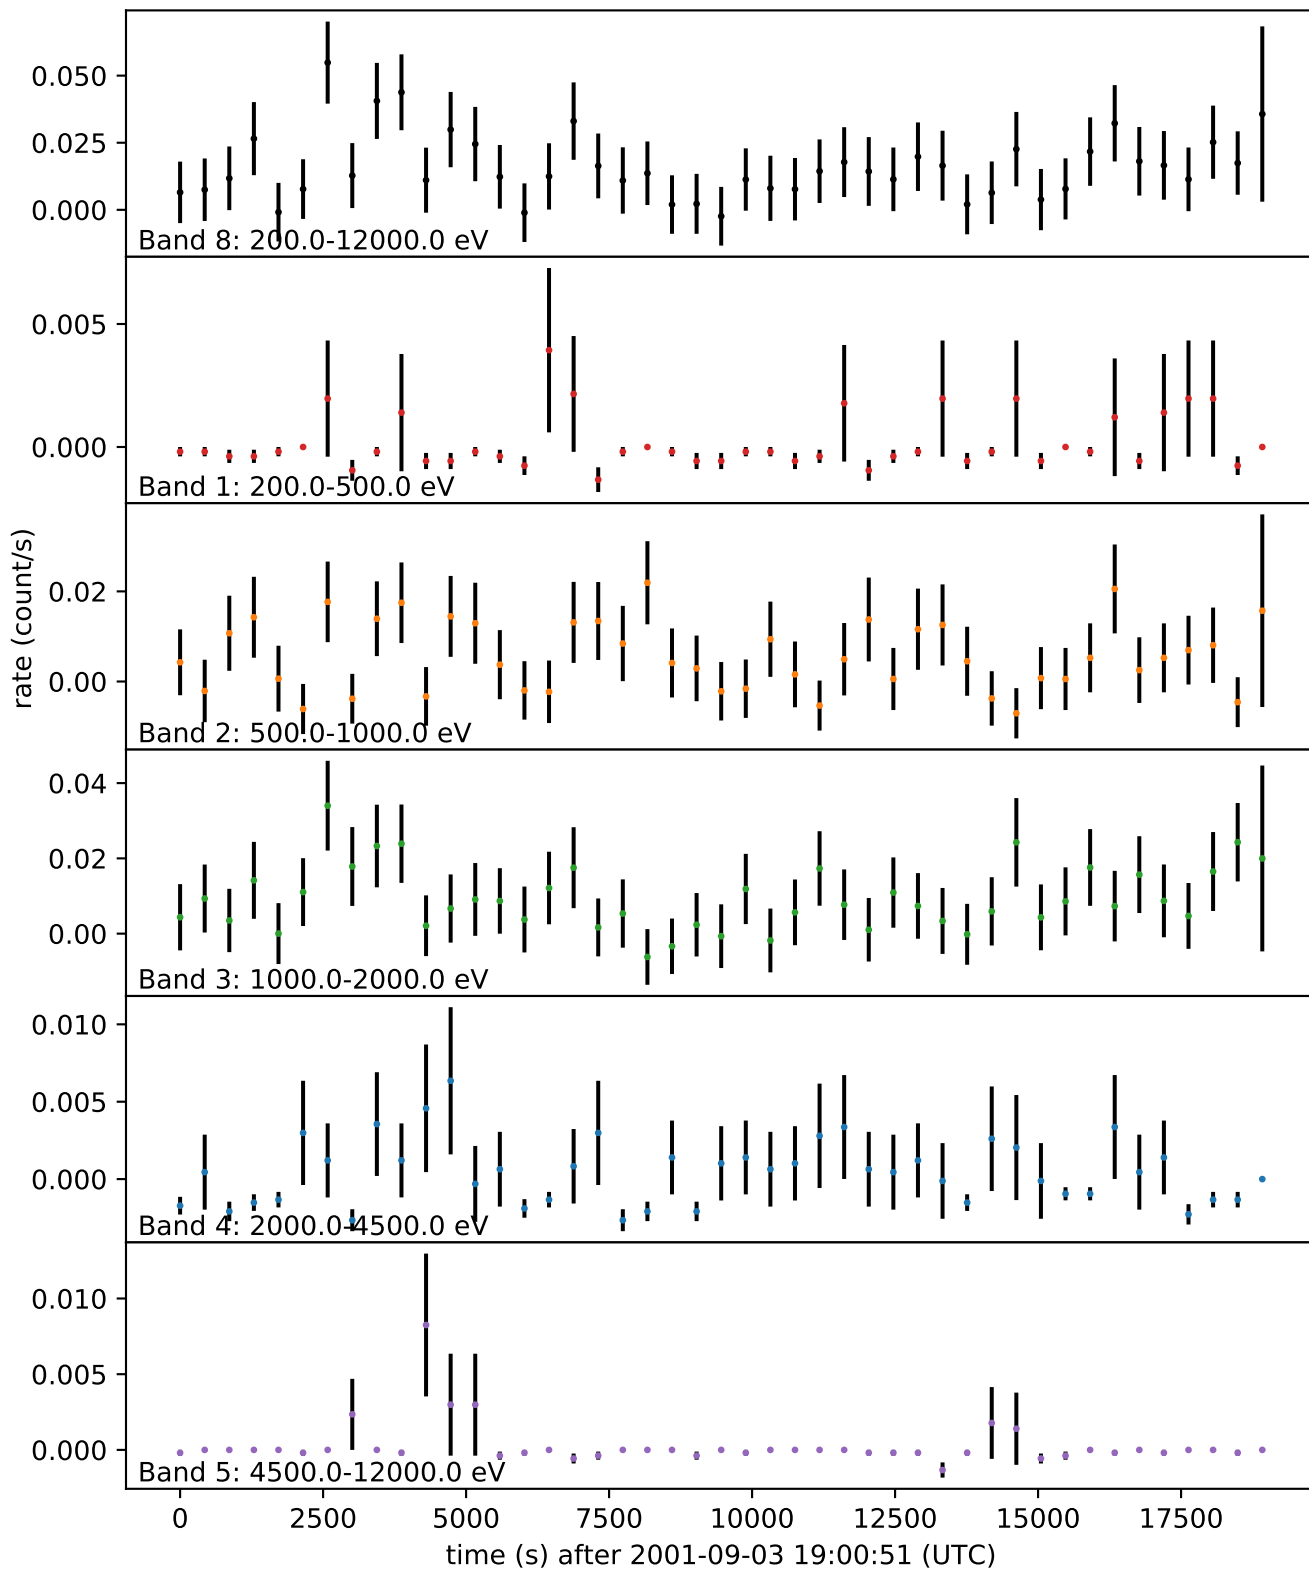 0.050
0.025
0.000
Band 8: 200.0-12000.0 eV
0.005
0.000
Band 1: 200.0-500.0 eV
rate (count/s)
0.02
0.00
Band 2: 500.0-1000.0 eV
0.04
0.02
0.00
Band 3: 1000.0-2000.0 eV
0.010
0.005
0.000
Band 4: 2000.0-4500.0 eV
0.010
0.005
0.000
Band 5: 4500.0-12000.0 eV
0 2500 5000 7500 10000 12500 15000 17500
time (s) after 2001-09-03 19:00:51 (UTC)